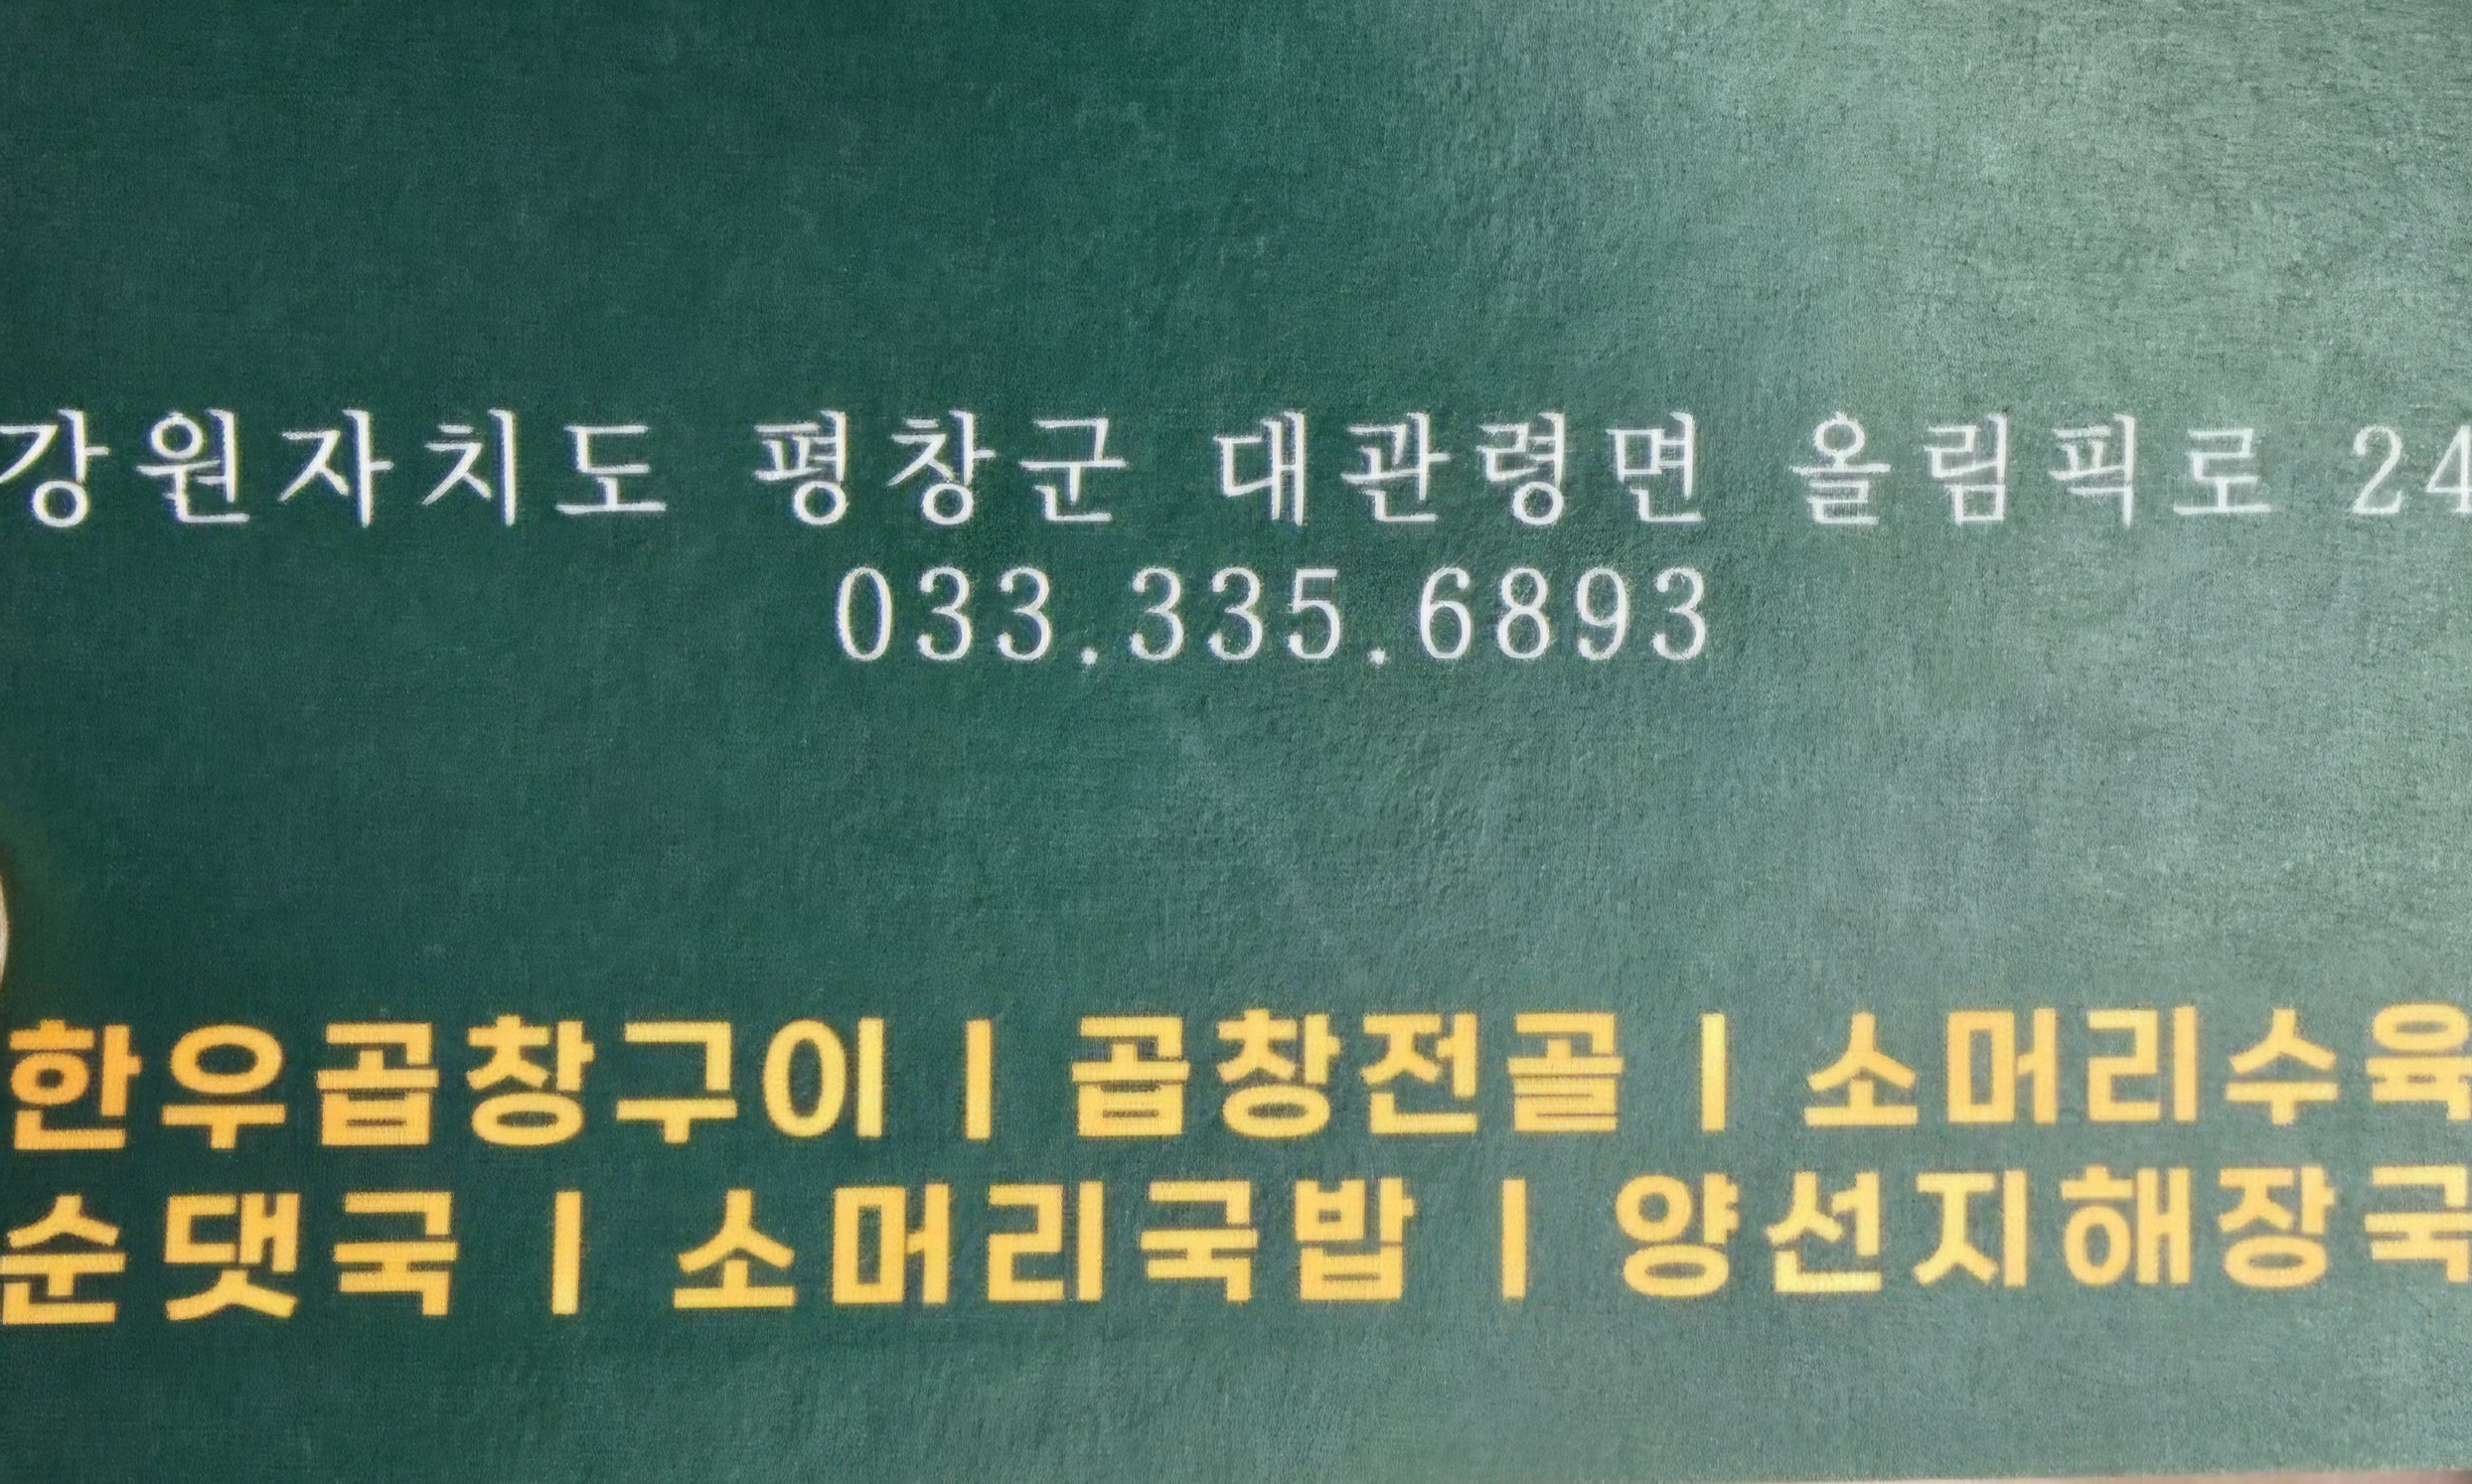 강원자치도 평창군 대관령면 올림픽로 24
033.335.6893
한우곱창구이 | 곱창전골 | 소머리수육
순댓국 | 소머리국밥 | 양선지해장국